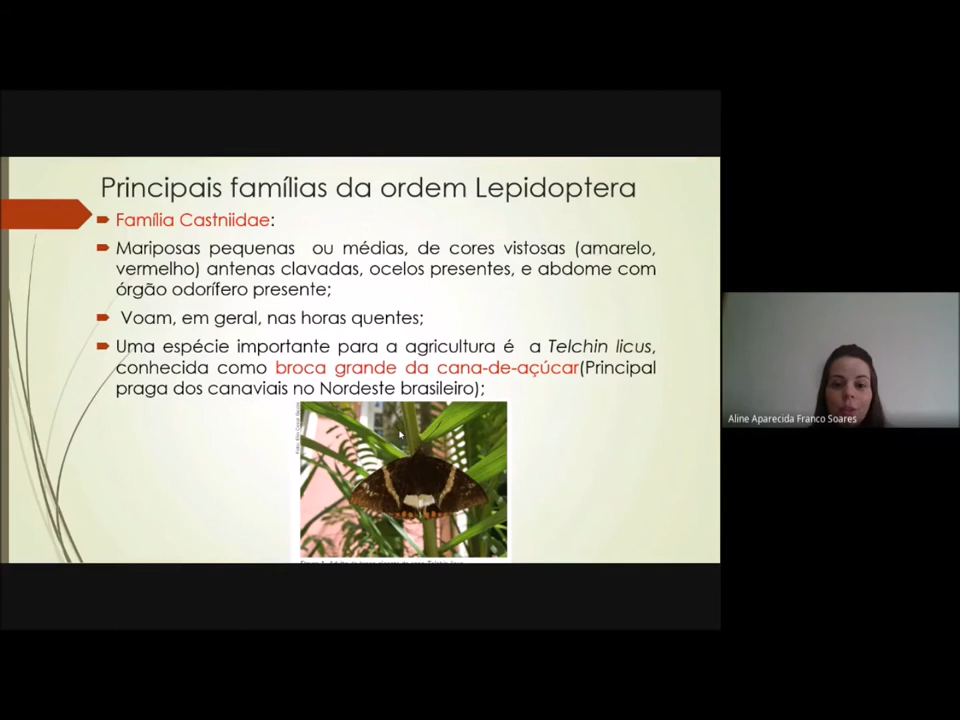 Principais famílias da ordem Lepidoptera
Família Castniidae:
Mariposas pequenas ou médias, de cores vistosas (amarelo,
vermelho) antenas clavadas, ocelos presentes, e abdome com
órgão odorífero presente;
Voam, em geral, nas horas quentes;
Uma espécie importante para a agricultura é a Telchin licus,
conhecida como broca grande da cana-de-açúcar(Principal
praga dos canaviais no Nordeste brasileiro);
Aline Aparecida Franco Soares